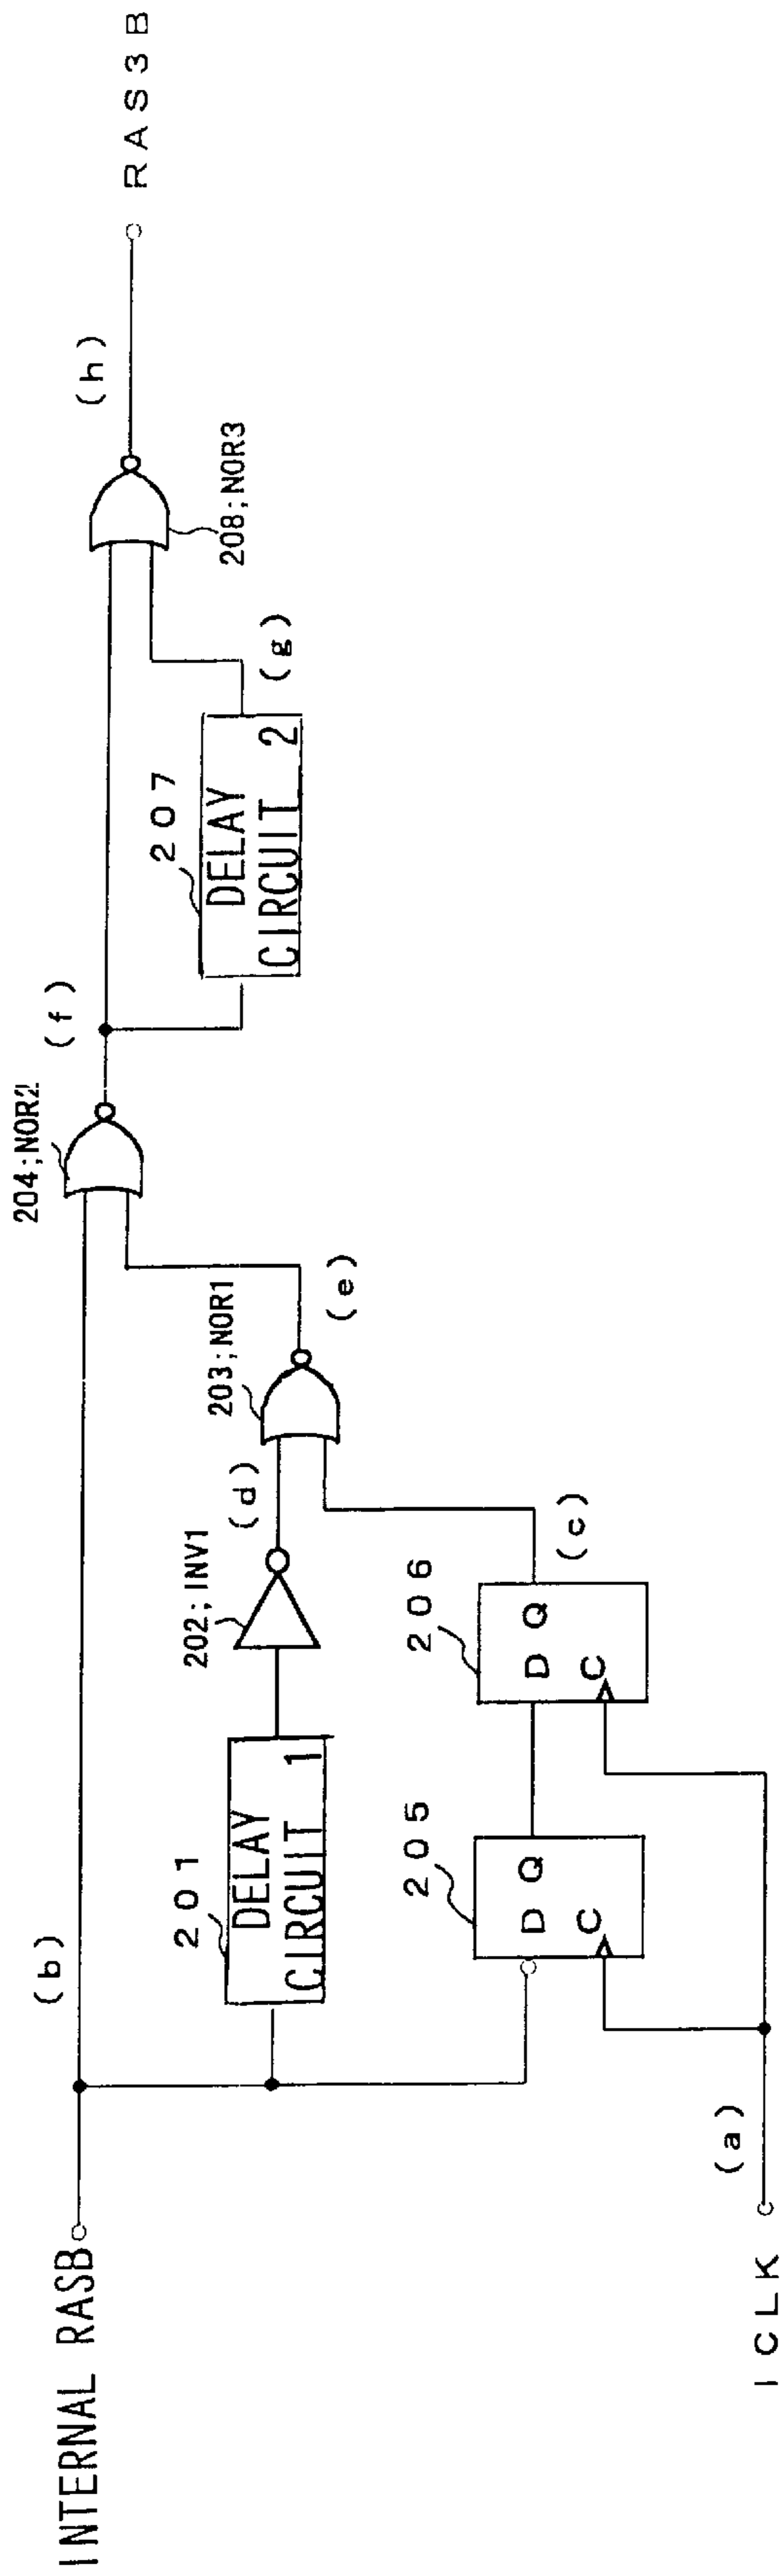 INTERNAL RASB
(b)
204;NOR2
(f)
(h)
RAS3B
201
DELAY
CIRCUIT 1
202;INV1
(d)
203;NOR1
(e)
207
DELAY
CIRCUIT 2
(g)
208;NOR3
205
D Q
C
206
D Q
C
(c)
(a)
ICLK